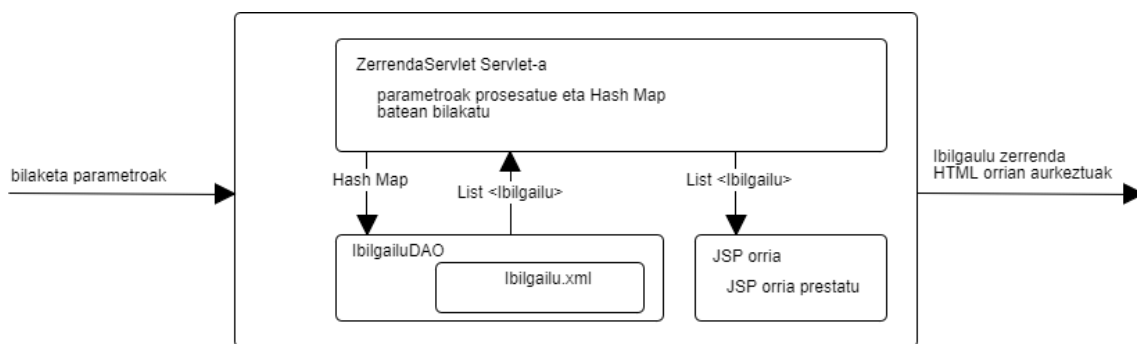 ZerrendaServlet Servlet-a
parametroak prosesatue eta Hash Map
batean bilakatu
bilaketa parametroak
Ibilgaulu zerrenda
HTML orrian aurkeztuak
Hash Map
List <Ibilgailu>
List <Ibilgailu>
IbilgailuDAO
Ibilgailu.xml
JSP orria
JSP orria prestatu